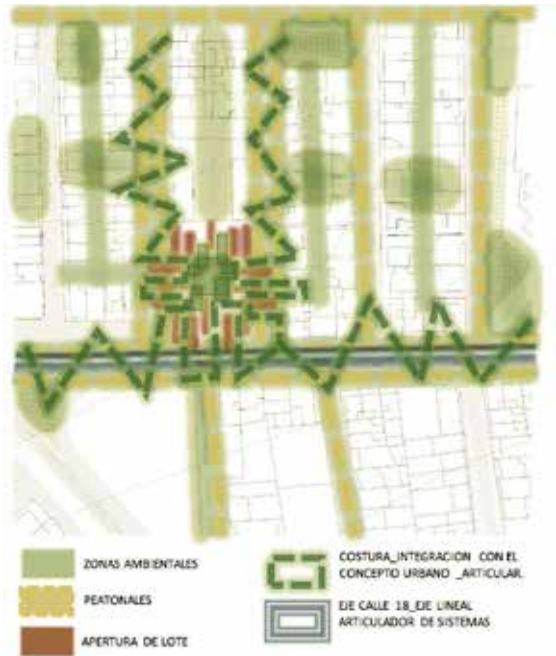 ZONAS AMBIENTALES
PEATONALES
APERTURA DE LOTE
COSTURA_INTEGRACION CON EL
CONCEPTO URBANO _ARTICULAR.
EJE CALLE 18_EJE LINEAL
ARTICULADOR DE SISTEMAS